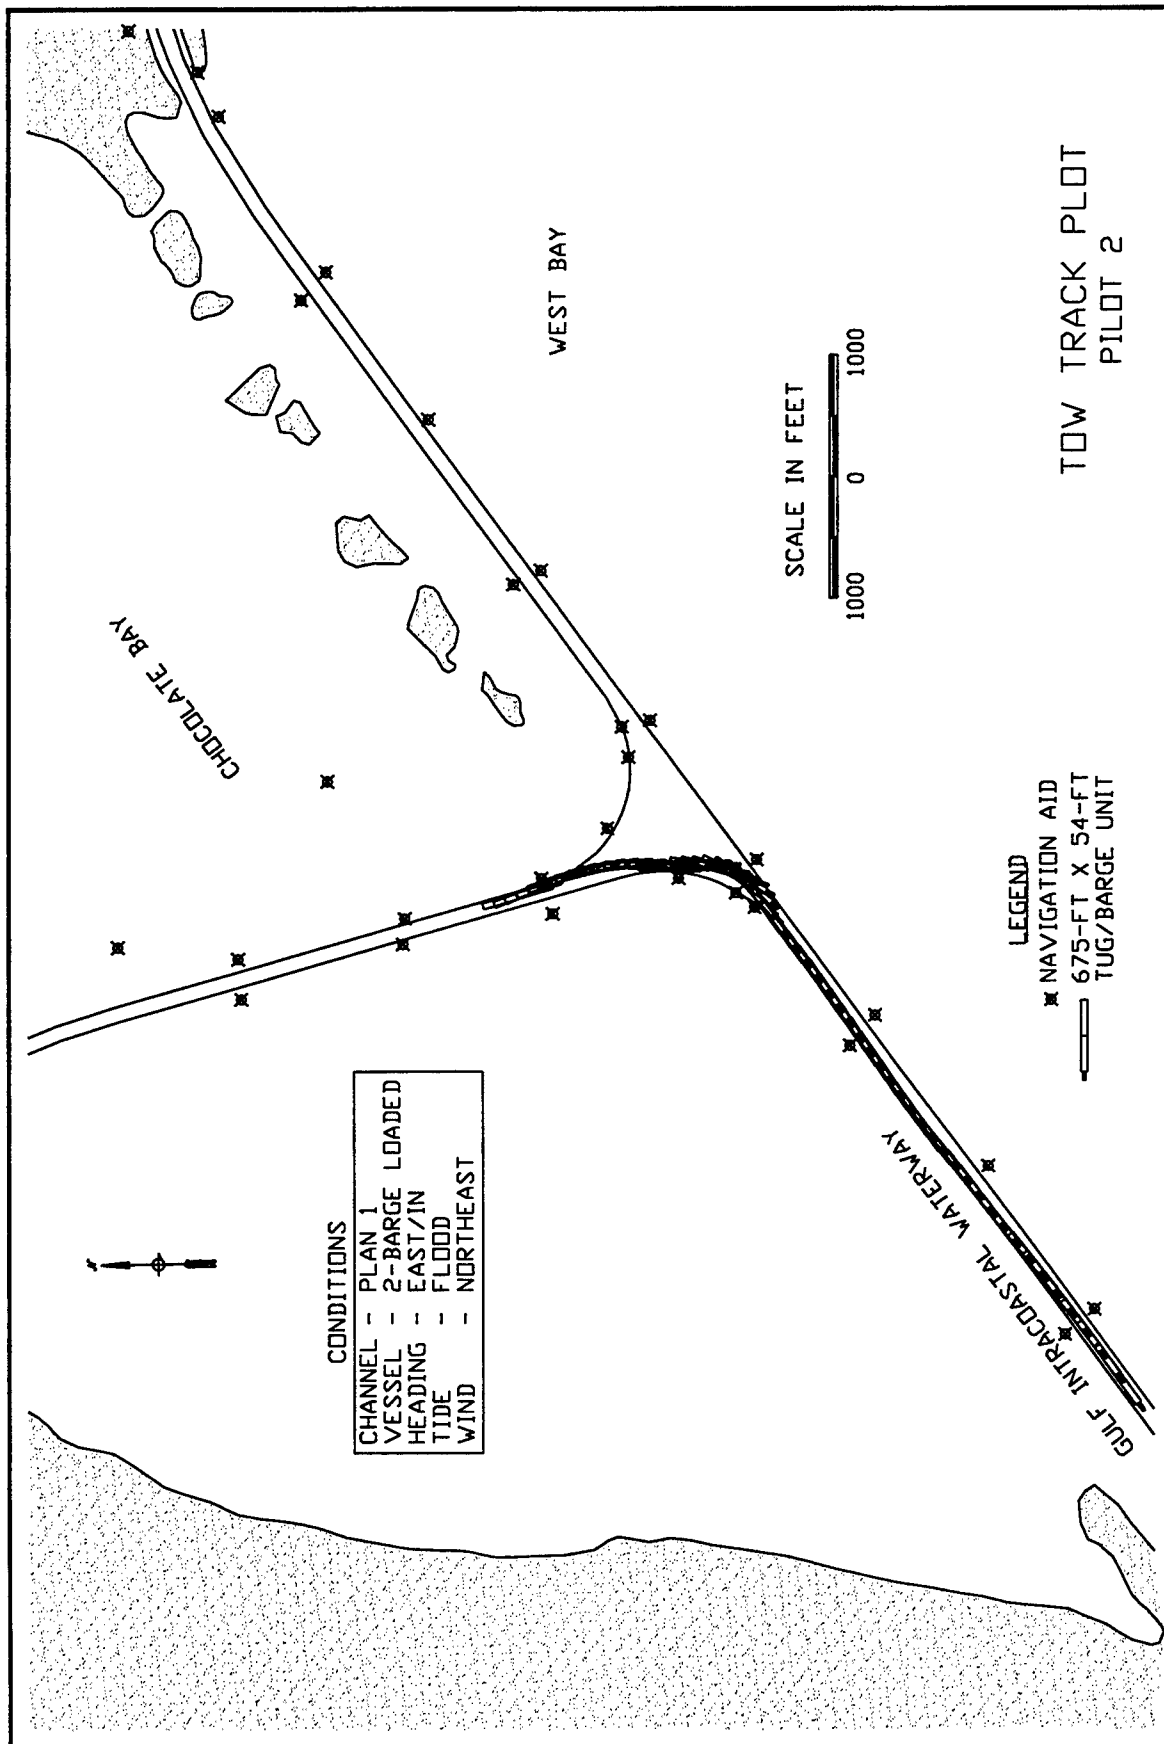 CHOCOLATE BAY
WEST BAY
SCALE IN FEET
1000 0 1000
TOW TRACK PLOT
PILOT 2
CONDITIONS
CHANNEL - PLAN 1
VESSEL - 2-BARGE LOADED
HEADING - EAST/IN
TIDE - FLOOD
WIND - NORTHEAST
N
GULF INTRACOASTAL WATERWAY
LEGEND
NAVIGATION AID
675-FT X 54-FT
TUG/BARGE UNIT